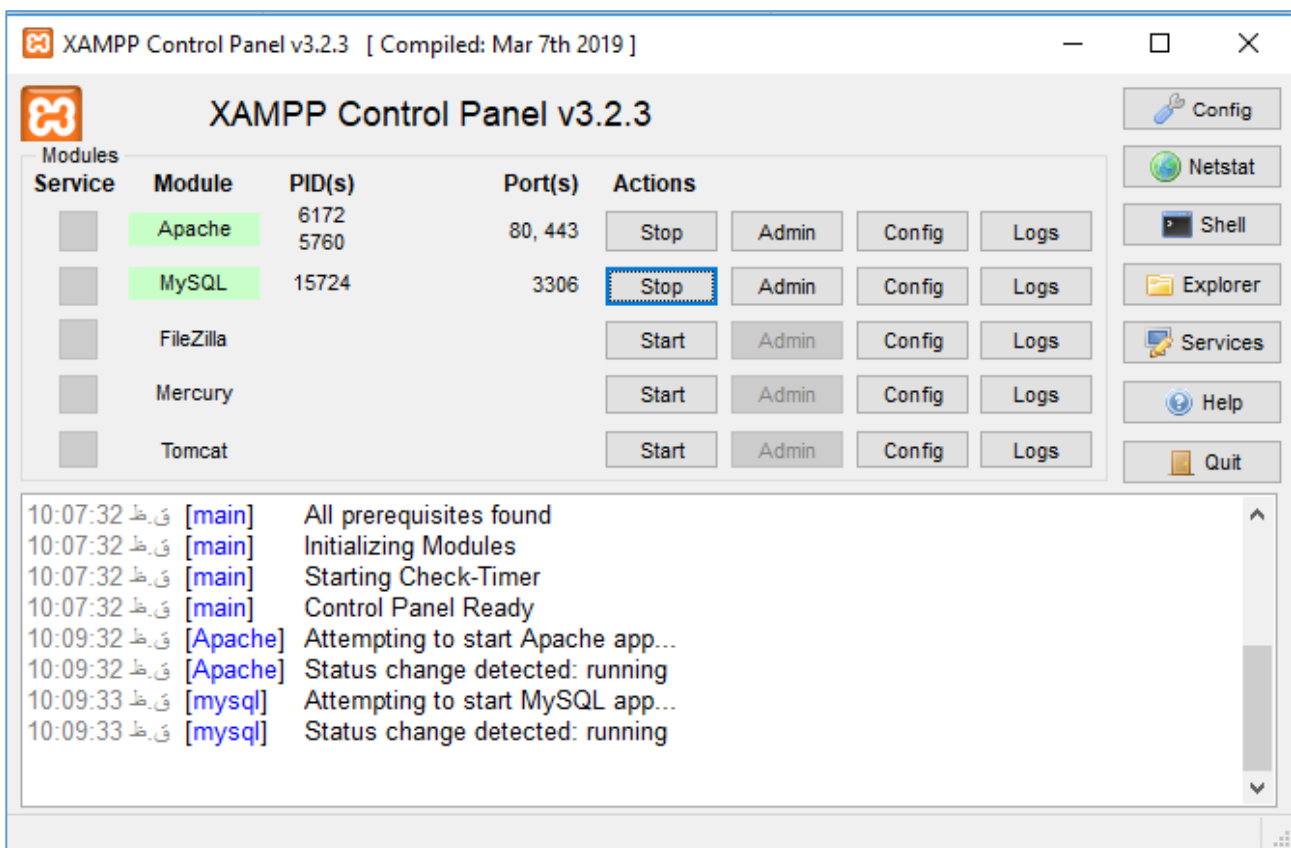 XAMPP Control Panel v3.2.3 [ Compiled: Mar 7th 2019 ]
XAMPP Control Panel v3.2.3
Config
Modules
Service Module PID(s) Port(s) Actions
Netstat
Apache 6172 5760 80, 443 Stop Admin Config Logs
Shell
MySQL 15724 3306 Stop Admin Config Logs
Explorer
FileZilla Start Admin Config Logs
Services
Mercury Start Admin Config Logs
Help
Tomcat Start Admin Config Logs
Quit
10:07:32 ق.ظ [main] All prerequisites found
10:07:32 ق.ظ [main] Initializing Modules
10:07:32 ق.ظ [main] Starting Check-Timer
10:07:32 ق.ظ [main] Control Panel Ready
10:09:32 ق.ظ [Apache] Attempting to start Apache app...
10:09:32 ق.ظ [Apache] Status change detected: running
10:09:33 ق.ظ [mysql] Attempting to start MySQL app...
10:09:33 ق.ظ [mysql] Status change detected: running